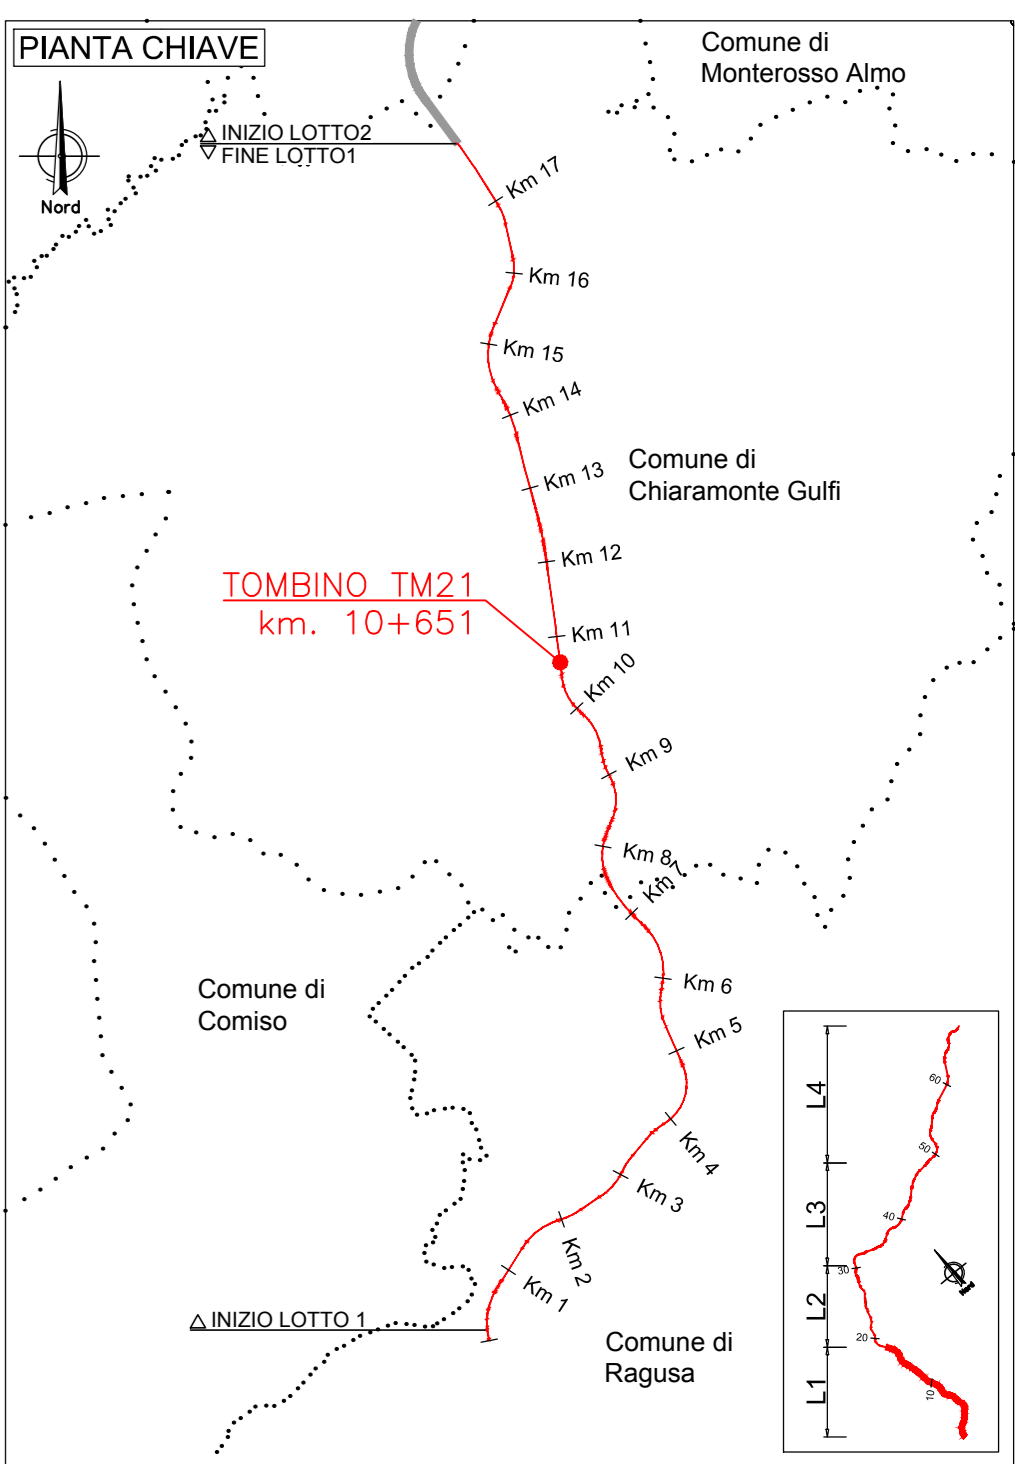 PIANTA CHIAVE
Comune di
Monterosso Almo
Nord
INIZIO LOTTO2
FINE LOTTO1
Km 17
Km 16
Km 15
Km 14
Comune di
Chiaramonte Gulfi
Km 13
Km 12
TOMBINO TM21
km. 10+651
Km 11
Km 10
Km 9
Km 8
Km 7
Comune di
Comiso
Km 6
Km 5
Km 4
Km 3
Km 2
Km 1
INIZIO LOTTO 1
Comune di
Ragusa
L4
60
50
L3
40
30
Nord
L2
20
L1
10